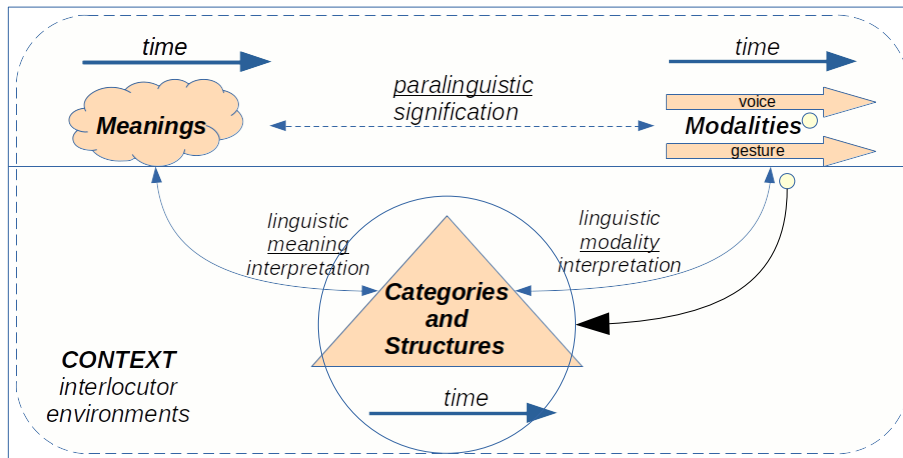 time
time
paralinguistic
signification
voice
Meanings
Modalities
gesture
linguistic
meaning
interpretation
linguistic
modality
interpretation
Categories
and
Structures
CONTEXT
interlocutor
environments
time